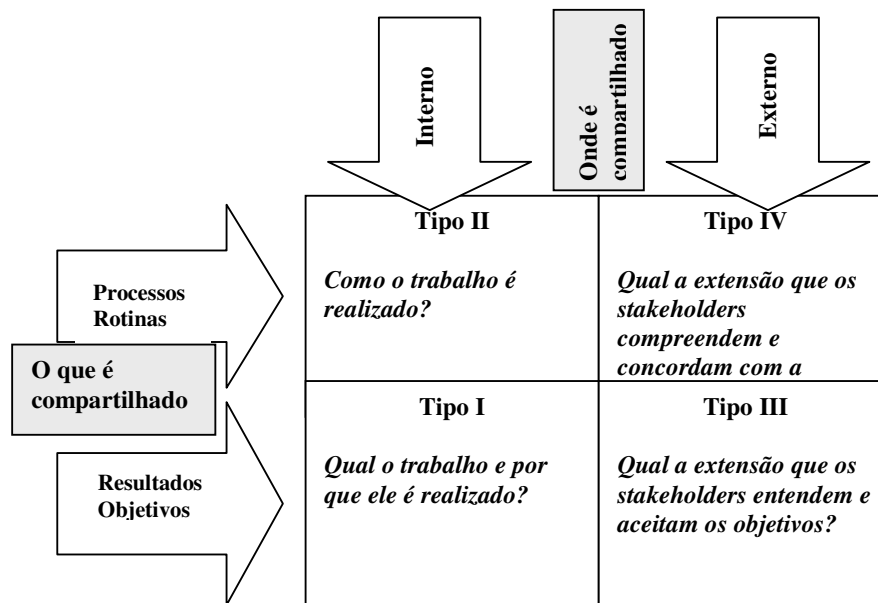 Interno
Onde é
compartilhado
Externo
Tipo II
Como o trabalho é
realizado?
Tipo IV
Qual a extensão que os
stakeholders
compreendem e
concordam com a
Processos
Rotinas
O que é
compartilhado
Tipo I
Qual o trabalho e por
que ele é realizado?
Tipo III
Qual a extensão que os
stakeholders entendem e
aceitam os objetivos?
Resultados
Objetivos